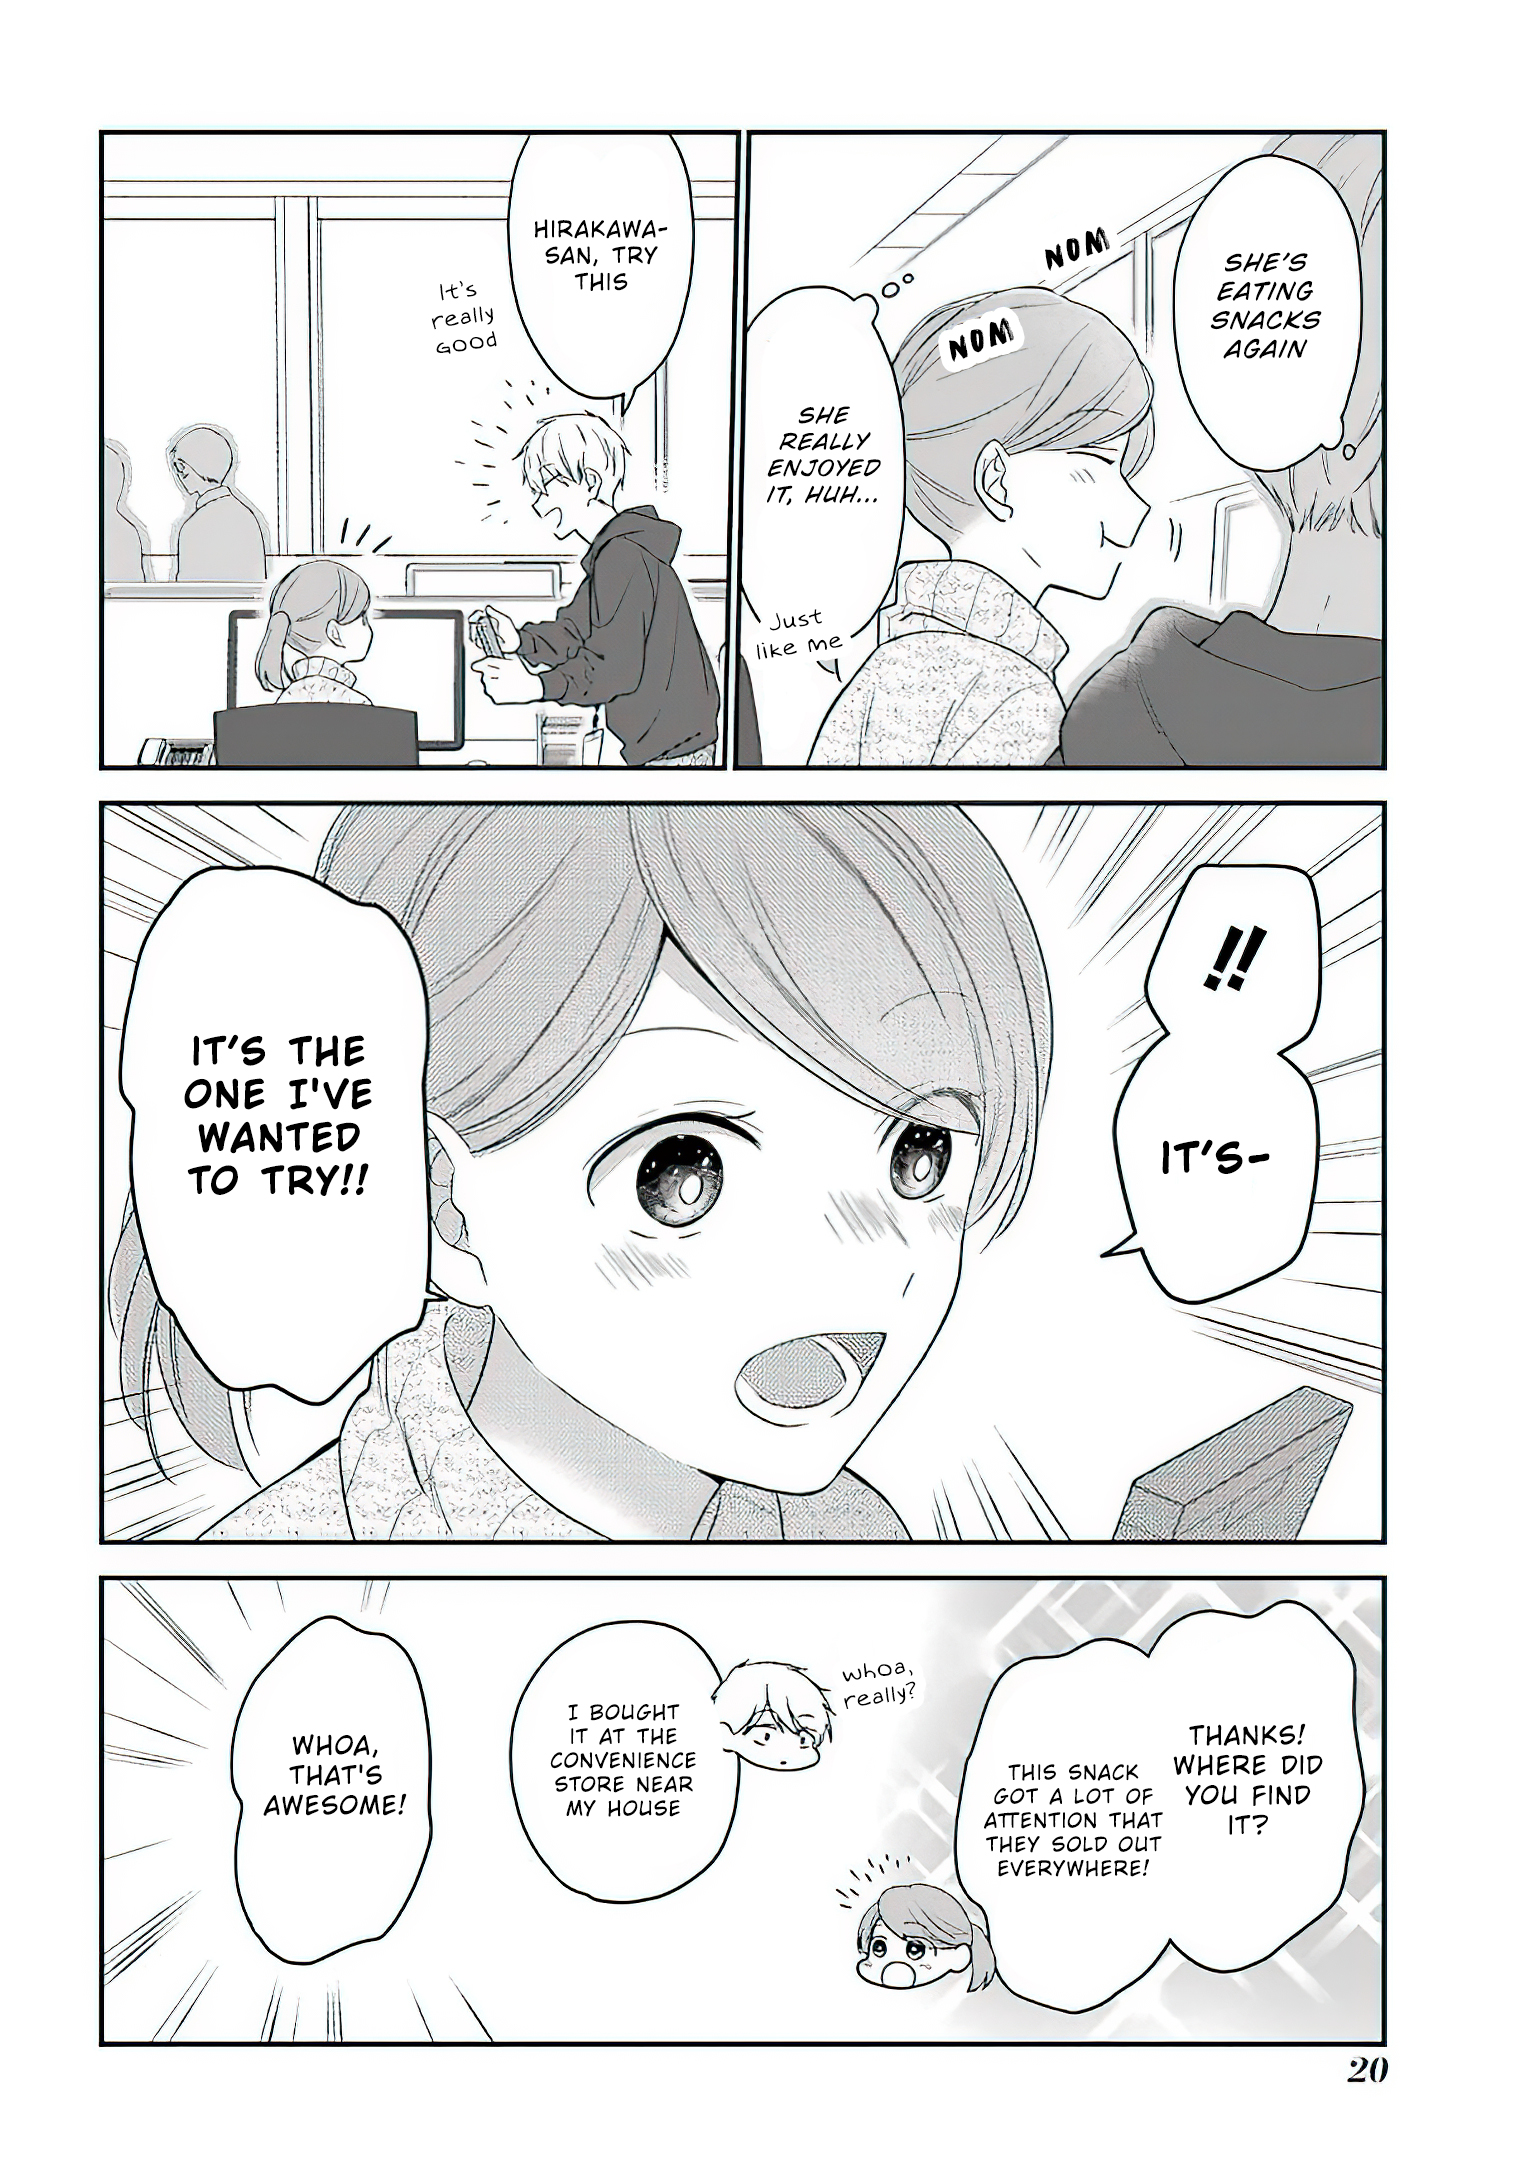 SHE'S
EATING
SNACKS
AGAIN
NOM
NOM
SHE
REALLY
ENJOYED
IT, HUH...
Just
like me
HIRAKAWA-
SAN, TRY
THIS
It's
really
GOOD
!!
IT'S-
IT'S THE
ONE I'VE
WANTED
TO TRY!!
THANKS!
WHERE DID
YOU FIND
IT?
THIS SNACK
GOT A LOT OF
ATTENTION THAT
THEY SOLD OUT
EVERYWHERE!
whoa,
really?
I BOUGHT
IT AT THE
CONVENIENCE
STORE NEAR
MY HOUSE
WHOA,
THAT'S
AWESOME!
20